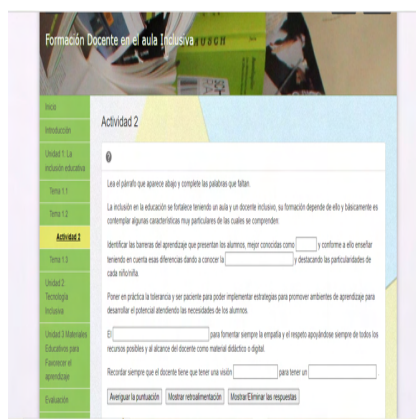 Formación Docente en el aula Inclusiva
Inicio
Introducción
Unidad 1: La
inclusión educativa
Tema 1.1
Tema 1.2
Actividad 2
Tema 1.3
Unidad 2:
Tecnología
Inclusiva
Unidad 3 Materiales
Educativos para
Favorecer el
aprendizaje
Evaluación
Actividad 2
Lea el párrafo que aparece abajo y complete las palabras que faltan.
La inclusión en la educación se fortalece teniendo un aula y un docente inclusivo, su formación depende de ello y básicamente es
contemplar algunas características muy particulares de las cuales se comprenden:
Identificar las barreras del aprendizaje que presentan los alumnos, mejor conocidas como y conforme a ello enseñar
teniendo en cuenta esas diferencias dando a conocer la y destacando las particularidades de
cada niño/niña.
Poner en práctica la tolerancia y ser paciente para poder implementar estrategias para promover ambientes de aprendizaje para
desarrollar el potencial atendiendo las necesidades de los alumnos.
El para fomentar siempre la empatía y el respeto apoyándose siempre de todos los
recursos posibles y al alcance del docente como material didáctico o digital.
Recordar siempre que el docente tiene que tener una visión para tener un
Averiguar la puntuación Mostrar retroalimentación Mostrar/Eliminar las respuestas